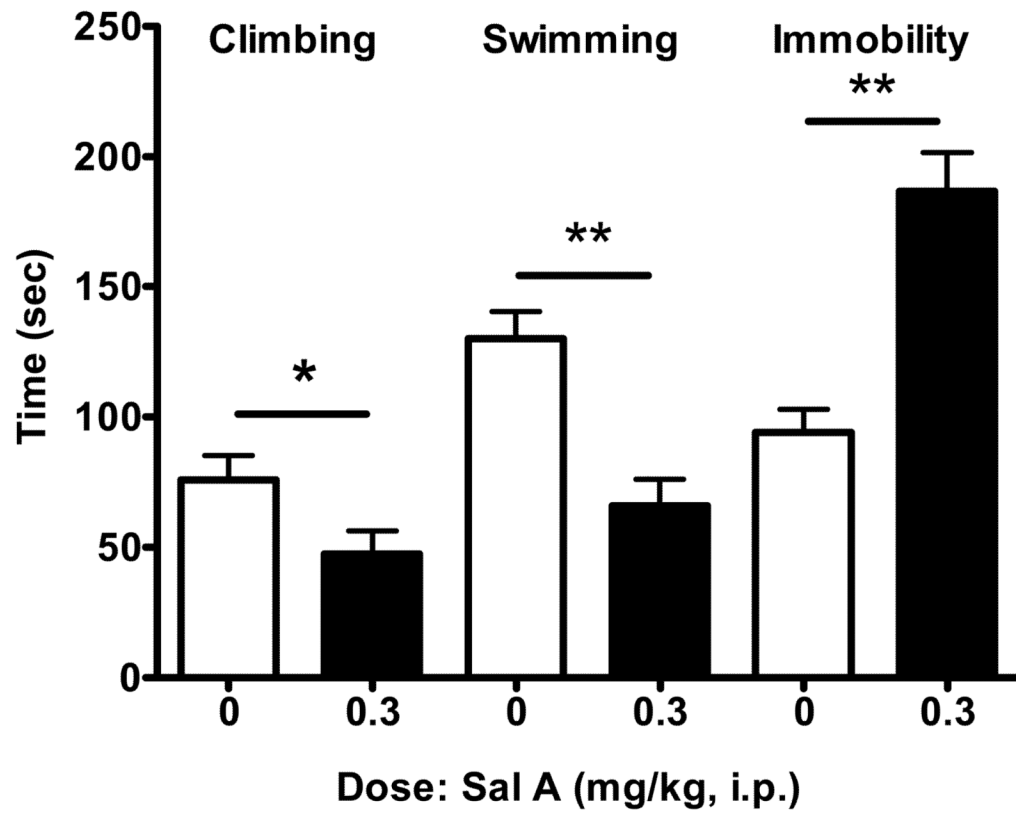 Climbing Swimming Immobility
* ** **
Time (sec)
250
200
150
100
50
0
0 0.3 0 0.3 0 0.3
Dose: Sal A (mg/kg, i.p.)